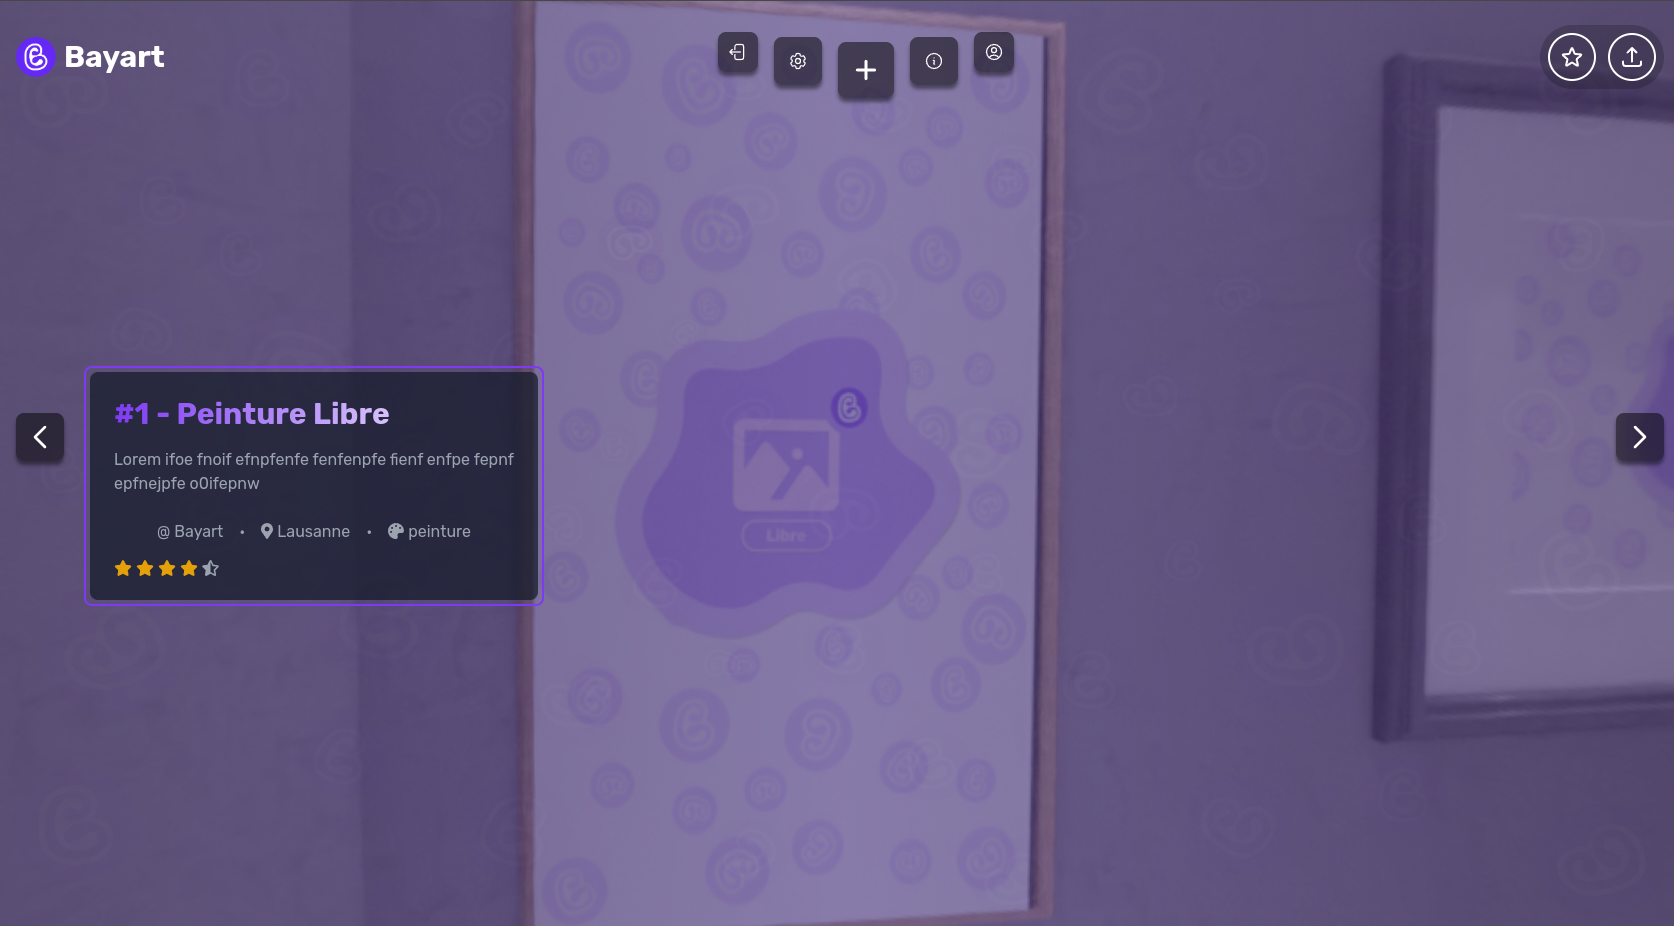 Bayart
#1 - Peinture Libre
Lorem ifoe fnoif efnpfenfe fenfenpfe fienf enfpe fepnf
epfnejpfe o0ifepnw
@ Bayart • Lausanne • peinture
Libre